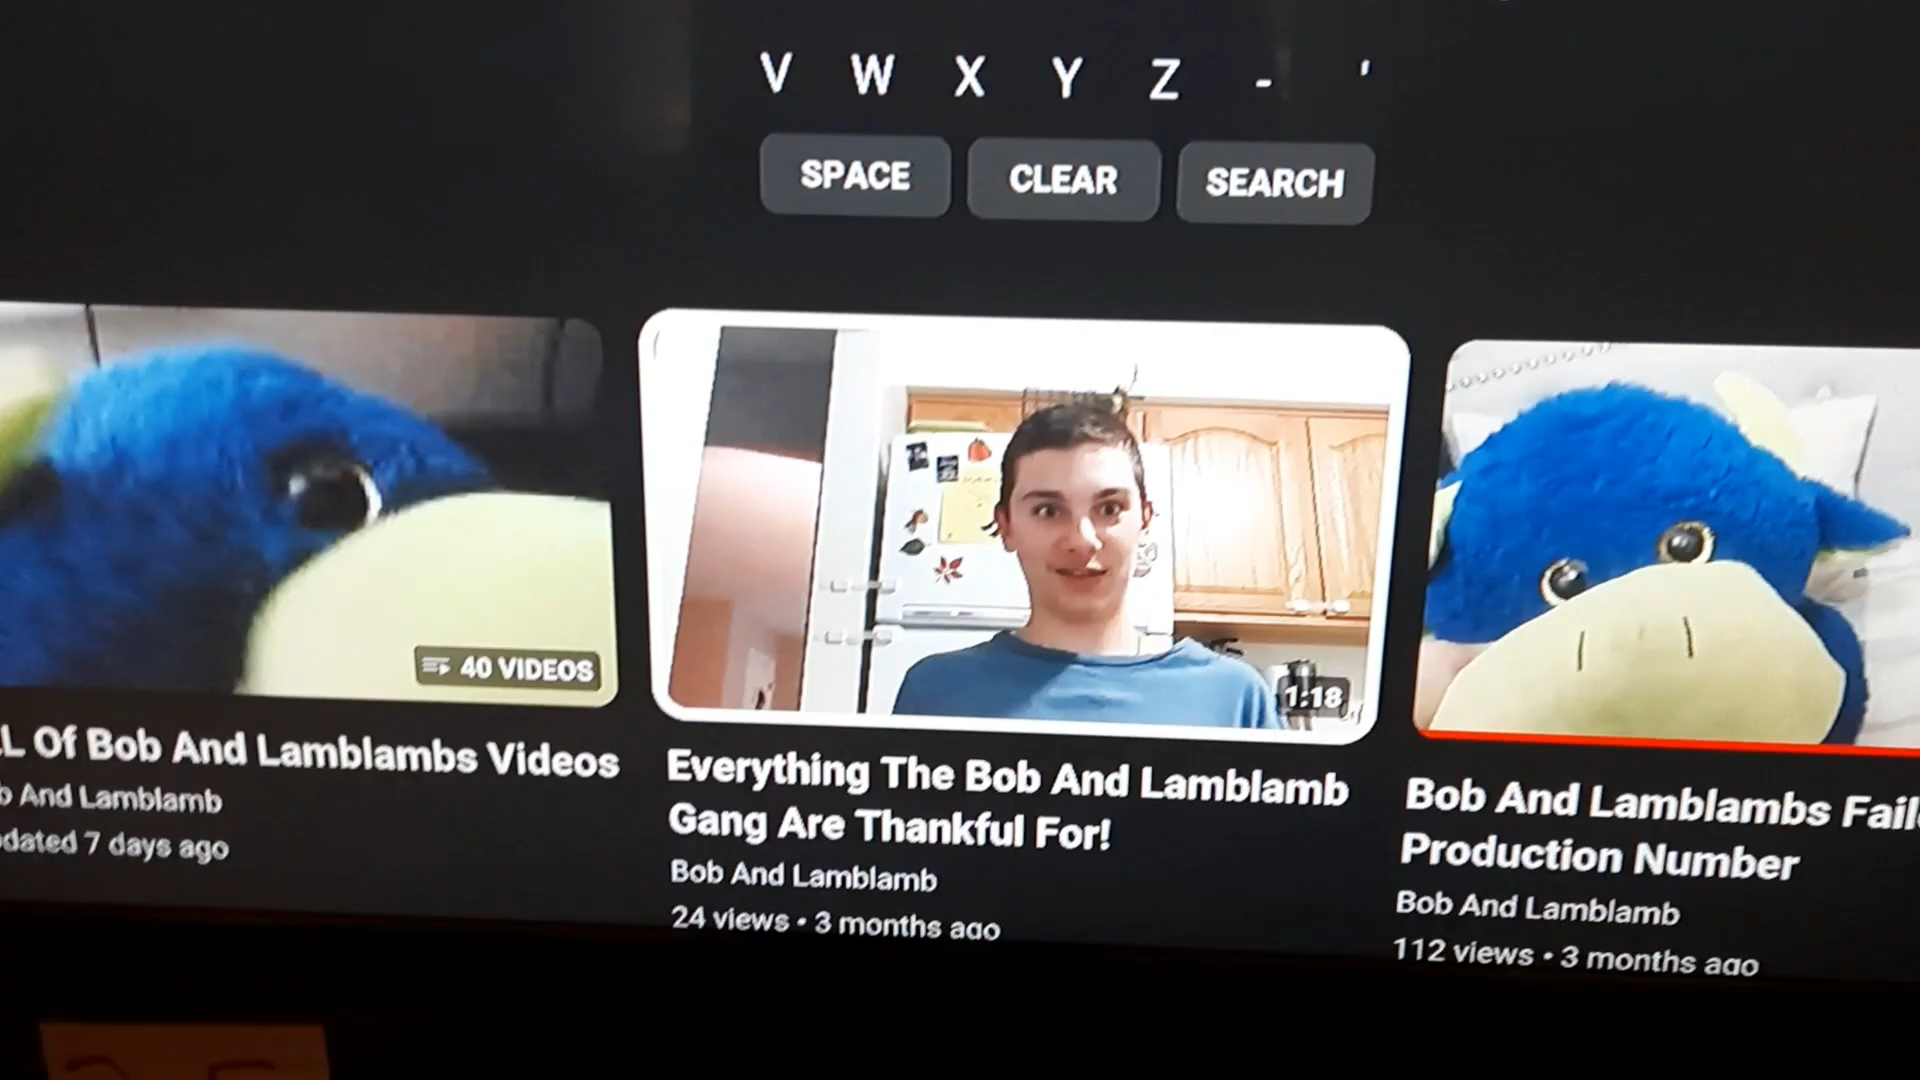 V W X Y Z - '
SPACE CLEAR SEARCH
40 VIDEOS
1:18
Of Bob And Lamblambs Videos
And Lamblamb
7 days ago
Everything The Bob And Lamblamb
Gang Are Thankful For!
Bob And Lamblamb
24 views • 3 months ago
Bob And Lamblambs
Production Number
Bob And Lamblamb
112 views • 3 months ago